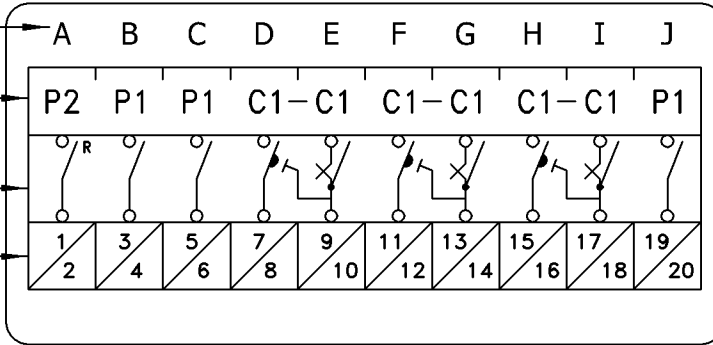 A B C D E F G H I J
P2 P1 P1 C1-C1 C1-C1 C1-C1 P1
R
1 3 5 7 9 11 13 15 17 19
2 4 6 8 10 12 14 16 18 20